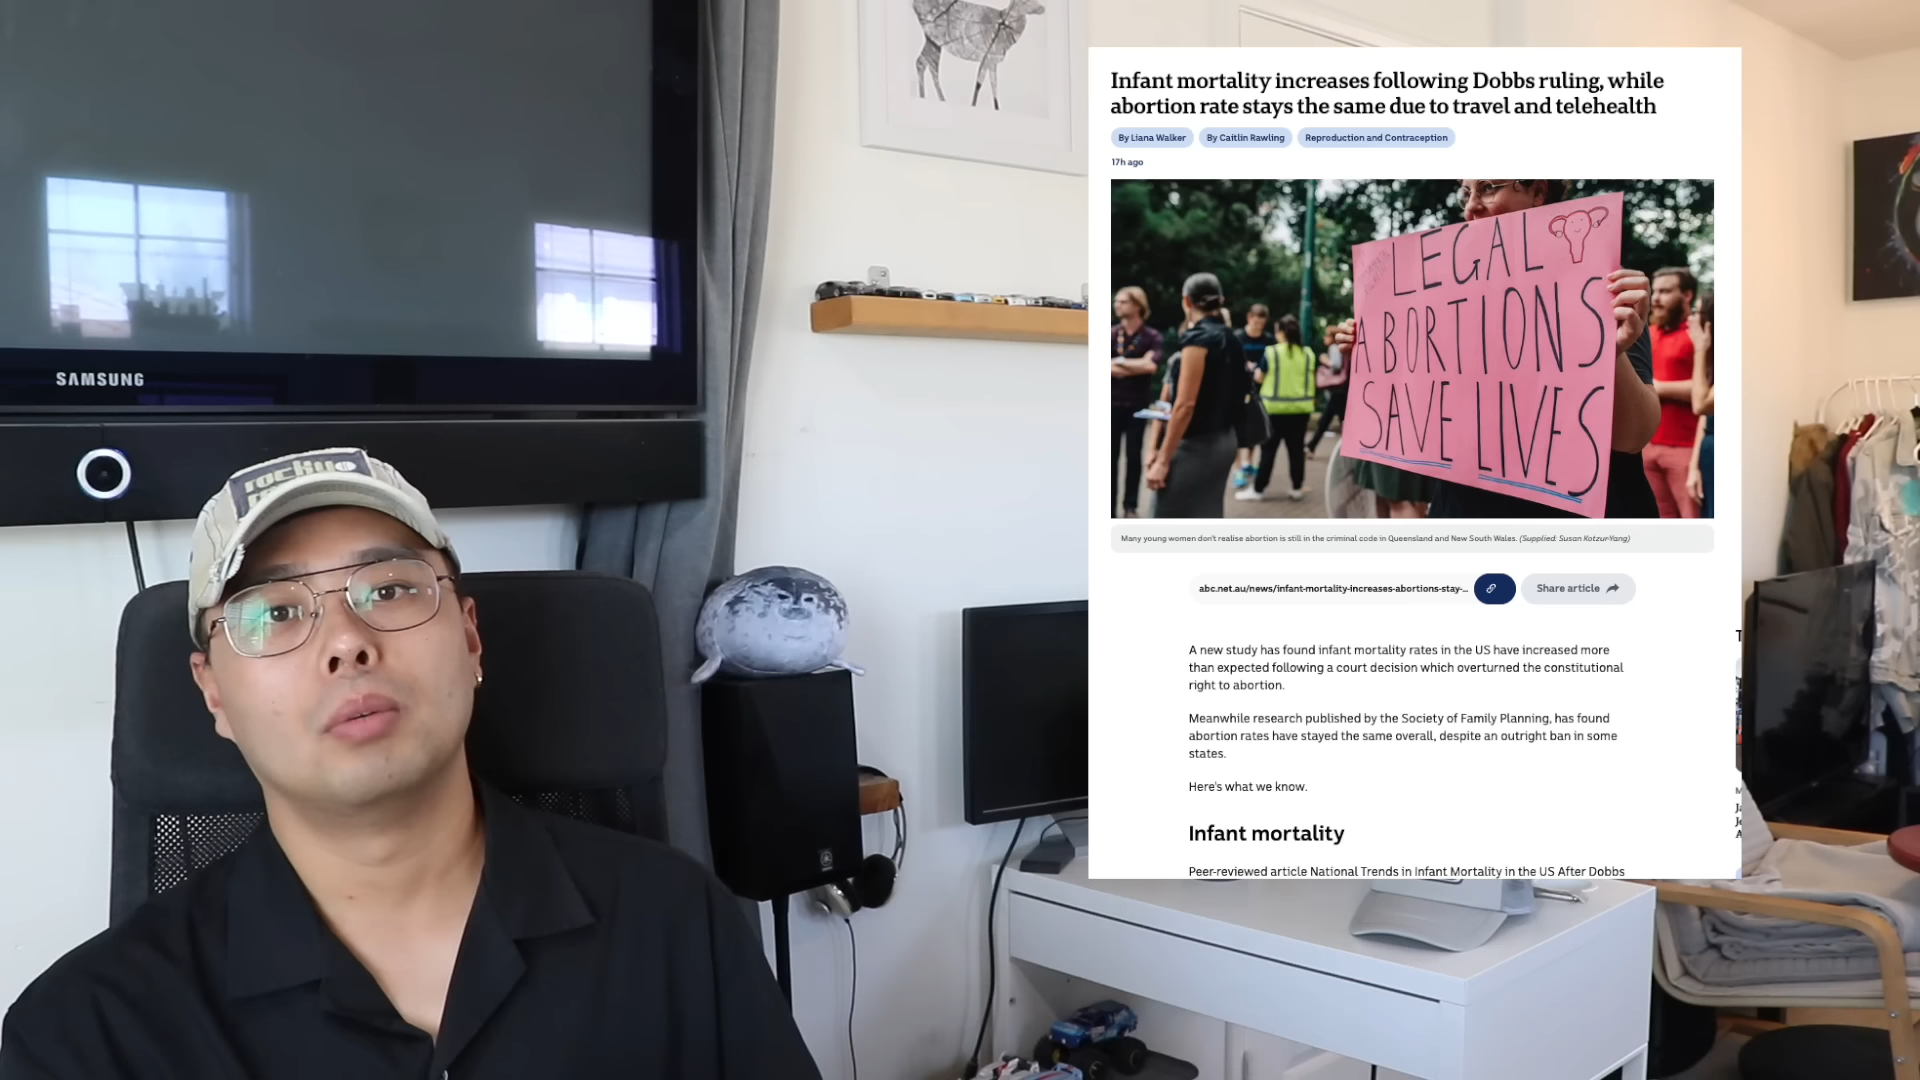 SAMSUNG
rocky
Infant mortality increases following Dobbs ruling, while
abortion rate stays the same due to travel and telehealth
By Liana Walker
By Caitlin Rawling
Reproduction and Contraception
17h ago
LEGAL
ABORTIONS
SAVE LIVES
Many young women don't realise abortion is still in the criminal code in Queensland and New South Wales. (Supplied: Susan Kotzur-Yang)
abc.net.au/news/infant-mortality-increases-abortions-stay-...
Share article
A new study has found infant mortality rates in the US have increased more
than expected following a court decision which overturned the constitutional
right to abortion.
Meanwhile research published by the Society of Family Planning, has found
abortion rates have stayed the same overall, despite an outright ban in some
states.
Here's what we know.
Infant mortality
Peer-reviewed article National Trends in Infant Mortality in the US After Dobbs